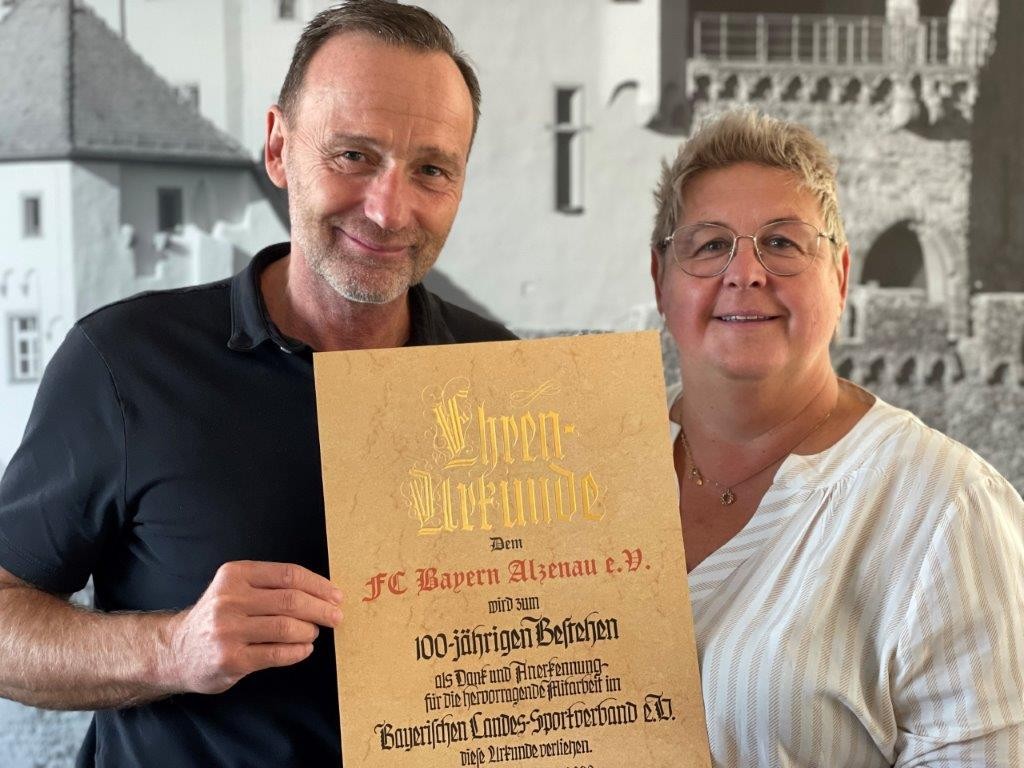 Ehren-
Urkunde
Dem
FC Bayern Alzenau e.V.
wird zum
100-jährigen Bestehen
als Dank und Anerkennung
für die hervorragende Mitarbeit im
Bayerischen Landes-Sportverband e.V.
diese Urkunde verliehen.